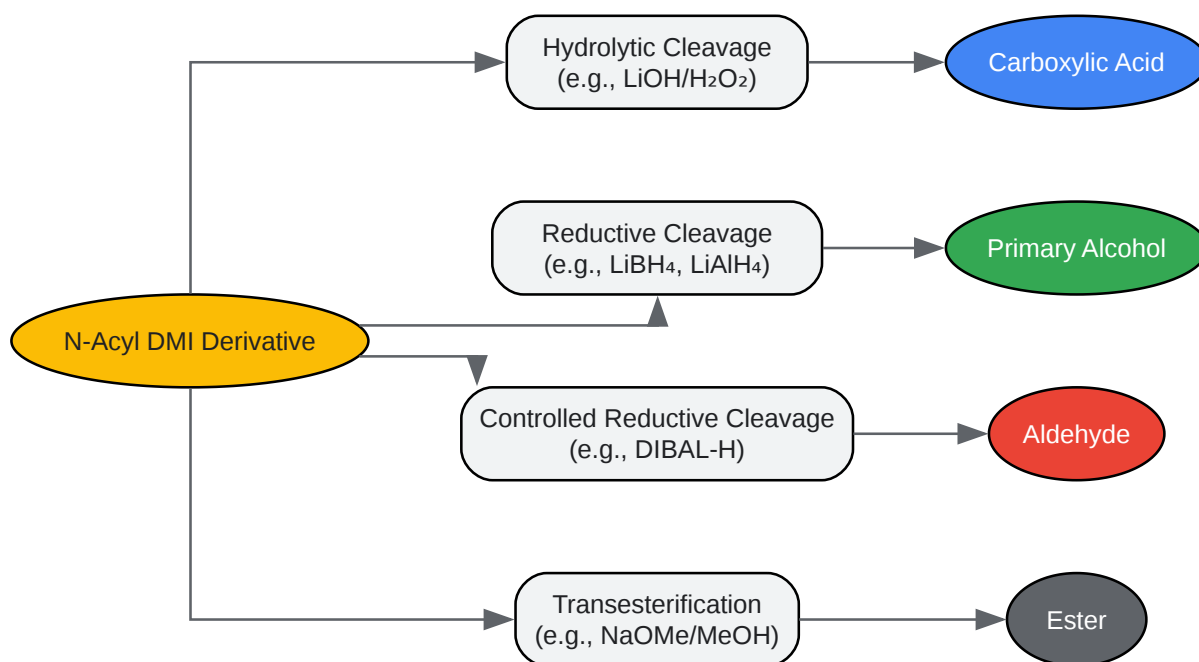 Hydrolytic Cleavage
(e.g., LiOH/H₂O₂)
Carboxylic Acid
Reductive Cleavage
(e.g., LiBH₄, LiAlH₄)
Primary Alcohol
N-Acyl DMI Derivative
Controlled Reductive Cleavage
(e.g., DIBAL-H)
Aldehyde
Transesterification
(e.g., NaOMe/MeOH)
Ester